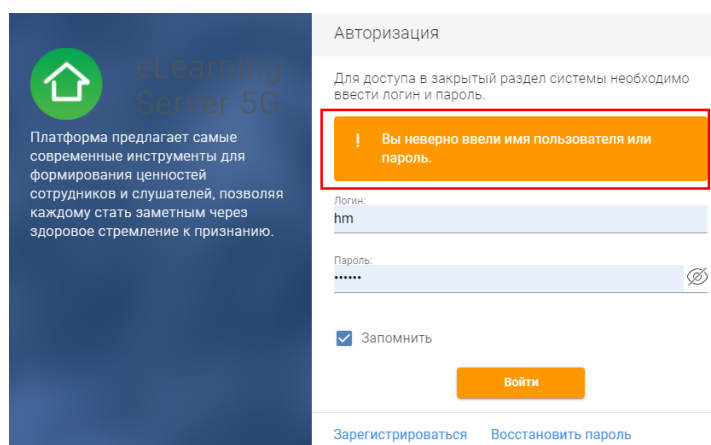 eLearning
Server 5G
Платформа предлагает самые
современные инструменты для
формирования ценностей
сотрудников и слушателей, позволяя
каждому стать заметным через
здоровое стремление к признанию.
Авторизация
Для доступа в закрытый раздел системы необходимо
ввести логин и пароль.
! Вы неверно ввели имя пользователя или
пароль.
Логин:
hm
Пароль:
••••••
Запомнить
Войти
Зарегистрироваться Восстановить пароль